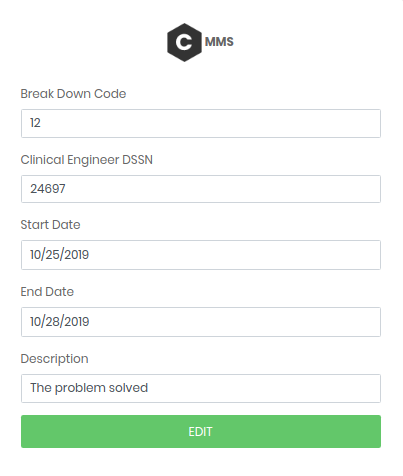 C MMS
Break Down Code
12
Clinical Engineer DSSN
24697
Start Date
10/25/2019
End Date
10/28/2019
Description
The problem solved
EDIT